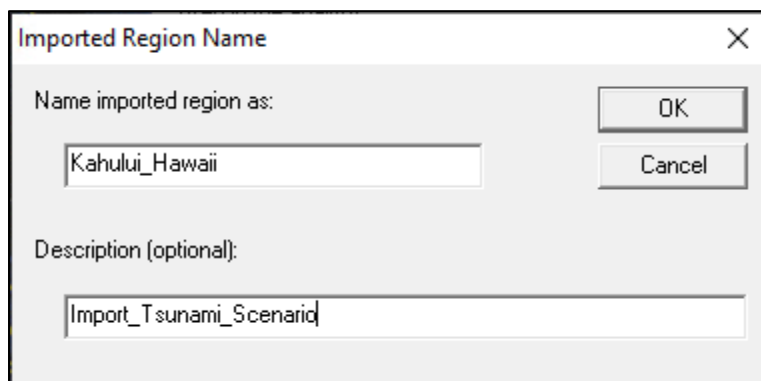 Imported Region Name
Name imported region as:
OK
Kahului_Hawaii
Cancel
Description (optional):
Import_Tsunami_Scenario